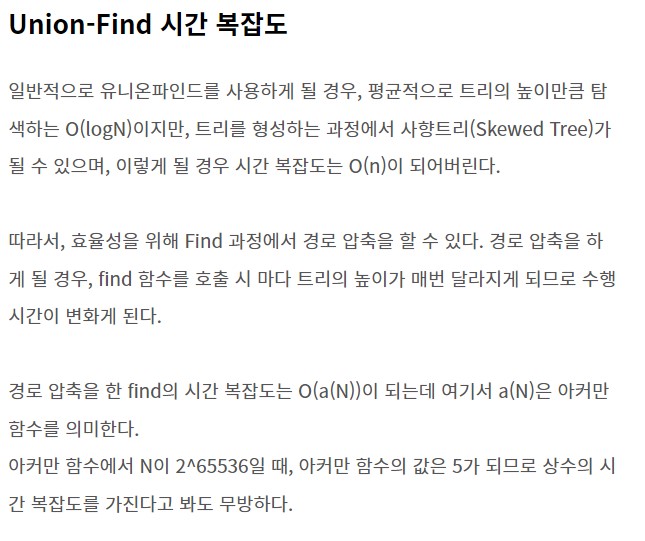 Union-Find 시간 복잡도
일반적으로 유니온파인드를 사용하게 될 경우, 평균적으로 트리의 높이만큼 탐
색하는 O(logN)이지만, 트리를 형성하는 과정에서 사향트리(Skewed Tree)가
될 수 있으며, 이렇게 될 경우 시간 복잡도는 O(n)이 되어버린다.
따라서, 효율성을 위해 Find 과정에서 경로 압축을 할 수 있다. 경로 압축을 하
게 될 경우, find 함수를 호출 시 마다 트리의 높이가 매번 달라지게 되므로 수행
시간이 변화게 된다.
경로 압축을 한 find의 시간 복잡도는 O(a(N))이 되는데 여기서 a(N)은 아커만
함수를 의미한다.
아커만 함수에서 N이 2^65536일 때, 아커만 함수의 값은 5가 되므로 상수의 시
간 복잡도를 가진다고 봐도 무방하다.